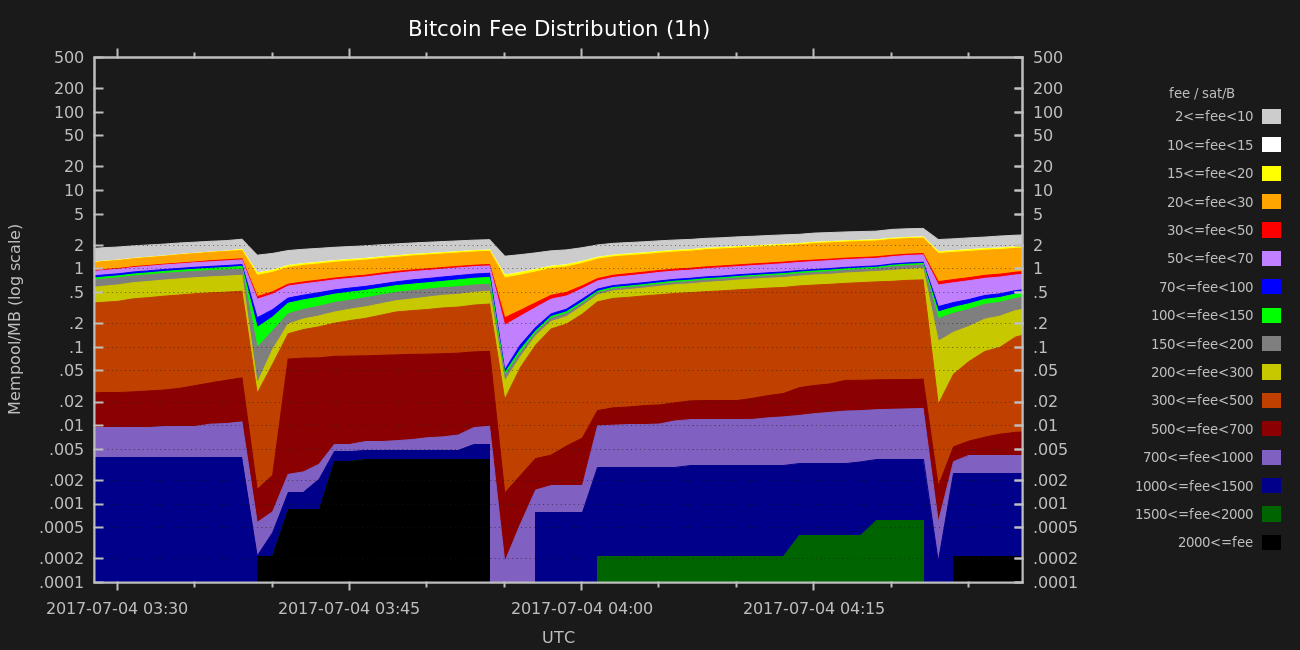 Bitcoin Fee Distribution (1h)
500 500
200 200
100 100
50 50
20 20
10 10
5 5
2 2
1 1
.5 .5
.2 .2
.1 .1
.05 .05
.02 .02
.01 .01
.005 .005
.002 .002
.001 .001
.0005 .0005
.0002 .0002
.0001 .0001
Mempool/MB (log scale)
2017-07-04 03:30 2017-07-04 03:45 2017-07-04 04:00 2017-07-04 04:15
UTC
fee / sat/B
2<=fee<10
10<=fee<15
15<=fee<20
20<=fee<30
30<=fee<50
50<=fee<70
70<=fee<100
100<=fee<150
150<=fee<200
200<=fee<300
300<=fee<500
500<=fee<700
700<=fee<1000
1000<=fee<1500
1500<=fee<2000
2000<=fee